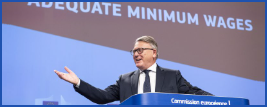 ADEQUATE MINIMUM WAGES
Commission européenne